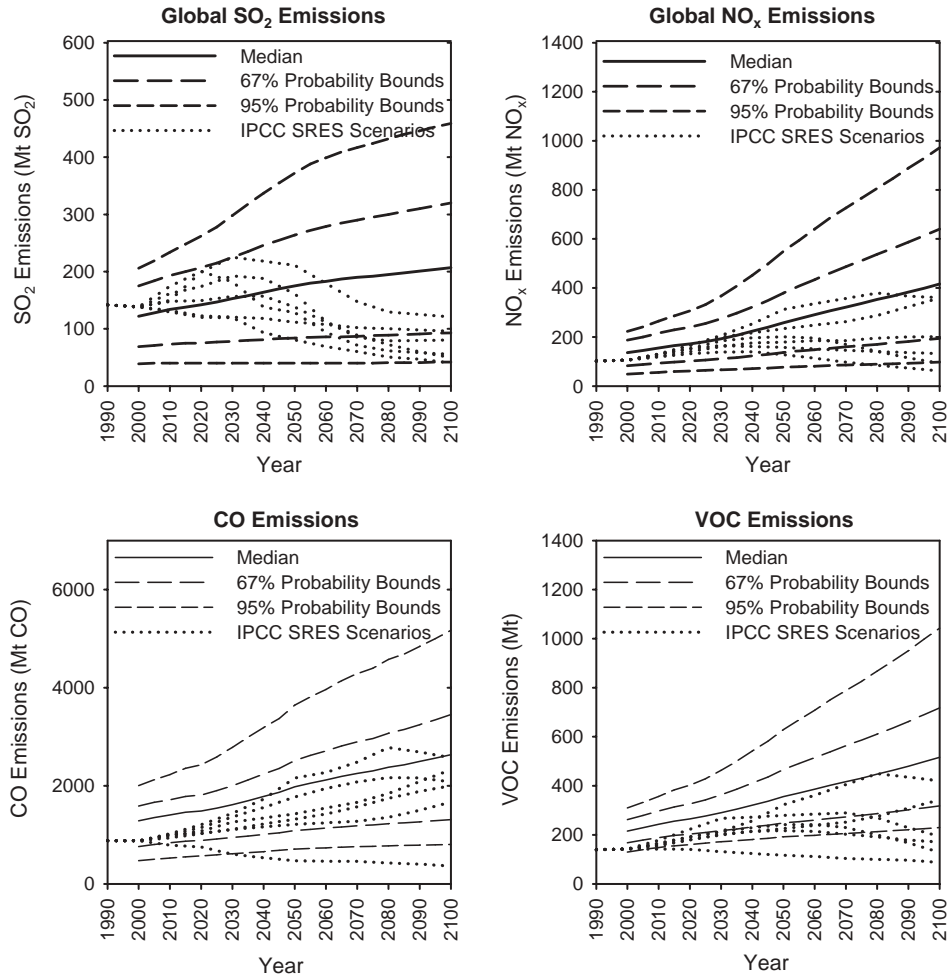 Global SO2 Emissions
SO2 Emissions (Mt SO2)
600
500
400
300
200
100
0
Median
67% Probability Bounds
95% Probability Bounds
IPCC SRES Scenarios
1990
2000
2010
2020
2030
2040
2050
2060
2070
2080
2090
2100
Year
Global NOx Emissions
NOx Emissions (Mt NOx)
1400
1200
1000
800
600
400
200
0
Median
67% Probability Bounds
95% Probability Bounds
IPCC SRES Scenarios
1990
2000
2010
2020
2030
2040
2050
2060
2070
2080
2090
2100
Year
CO Emissions
CO Emissions (Mt CO)
6000
4000
2000
0
Median
67% Probability Bounds
95% Probability Bounds
IPCC SRES Scenarios
1990
2000
2010
2020
2030
2040
2050
2060
2070
2080
2090
2100
Year
VOC Emissions
VOC Emissions (Mt)
1400
1200
1000
800
600
400
200
0
Median
67% Probability Bounds
95% Probability Bounds
IPCC SRES Scenarios
1990
2000
2010
2020
2030
2040
2050
2060
2070
2080
2090
2100
Year